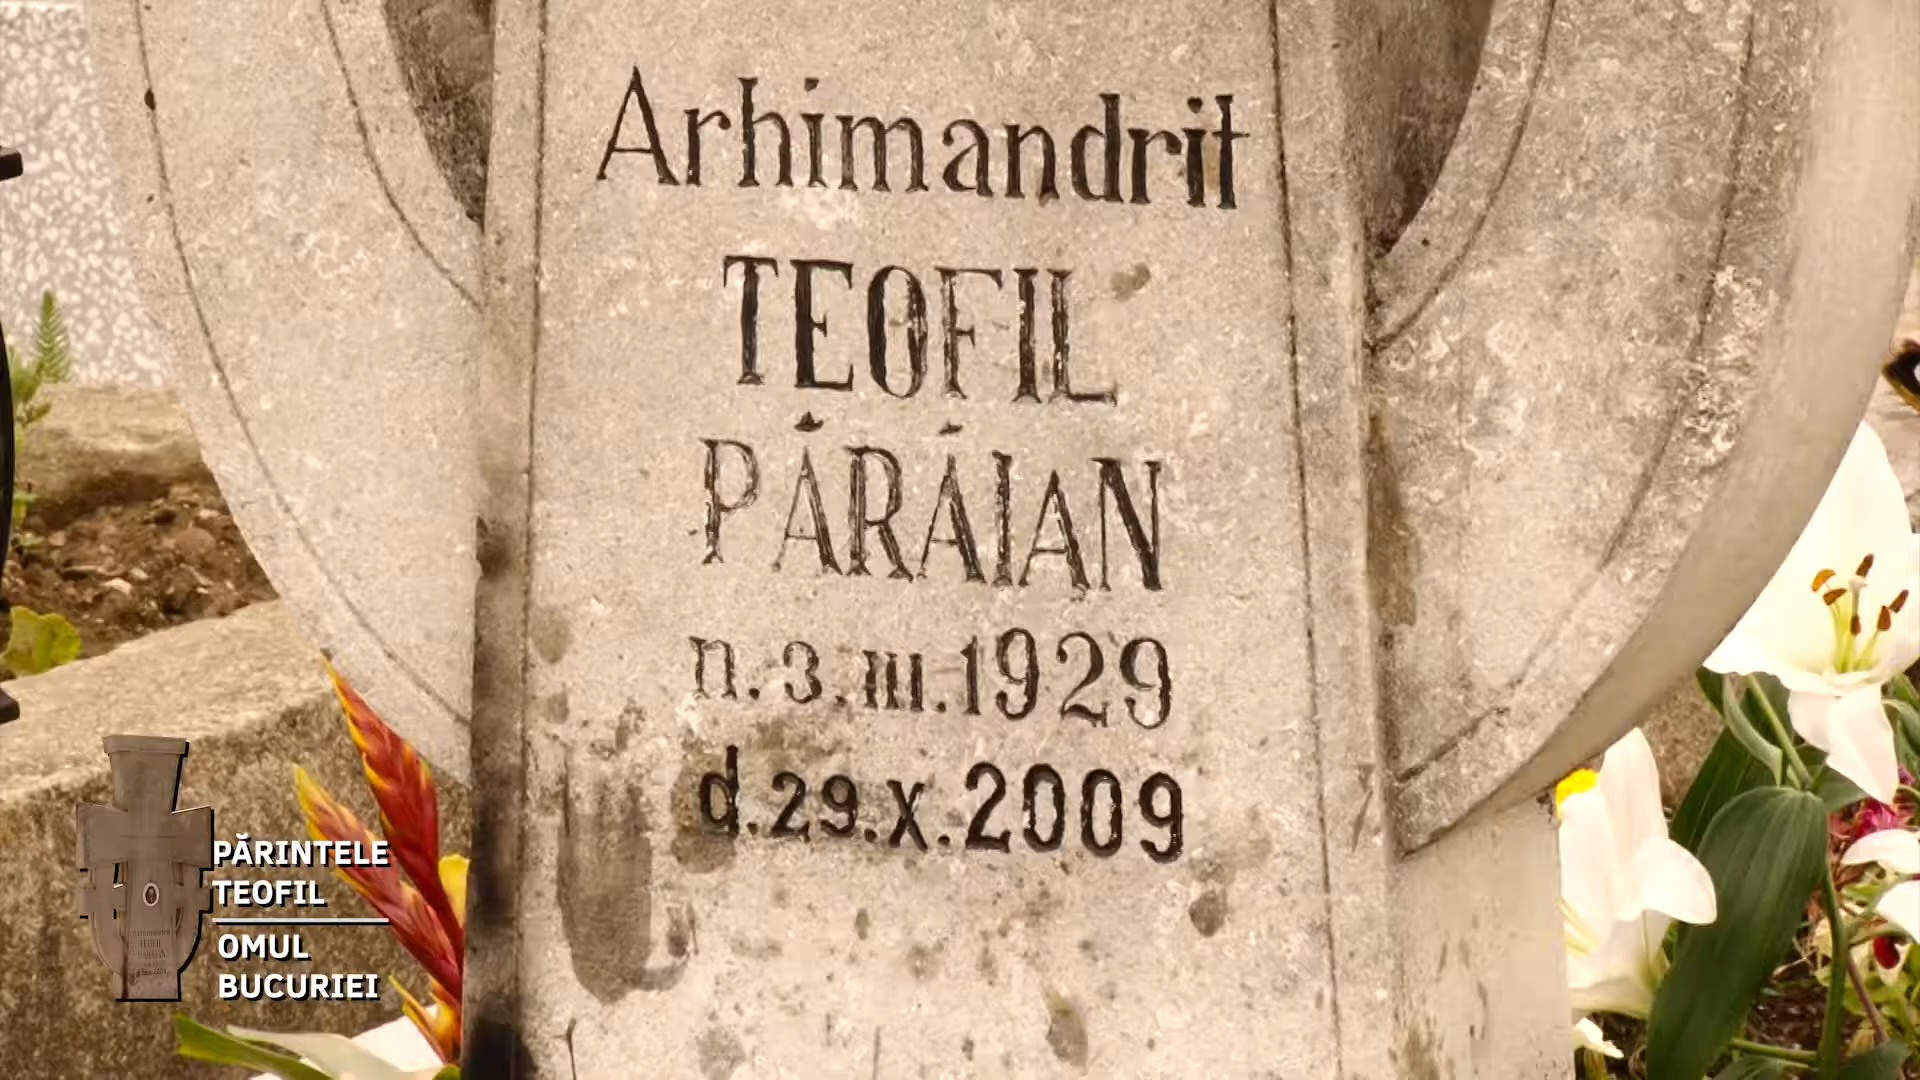 Arhimandrit
TEOFIL
PĂRĂIAN
n. 3. III. 1929
d. 29. X. 2009
PĂRINTELE
TEOFIL
OMUL
BUCURIEI